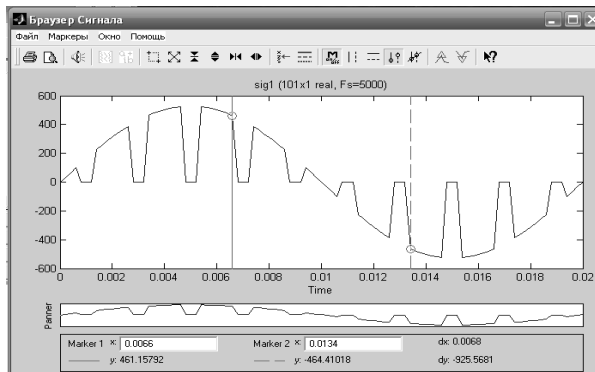 Браузер Сигнала
Файл Маркеры Окно Помощь
sig1 (101x1 real, Fs=5000)
600
400
200
0
-200
-400
-600
0 0.002 0.004 0.006 0.008 0.01 0.012 0.014 0.016 0.018 0.02
Time
Panner
Marker 1 x: 0.0066 Marker 2 x: 0.0134 dx: 0.0068
y: 461.15792 y: -464.41018 dy: -925.5681